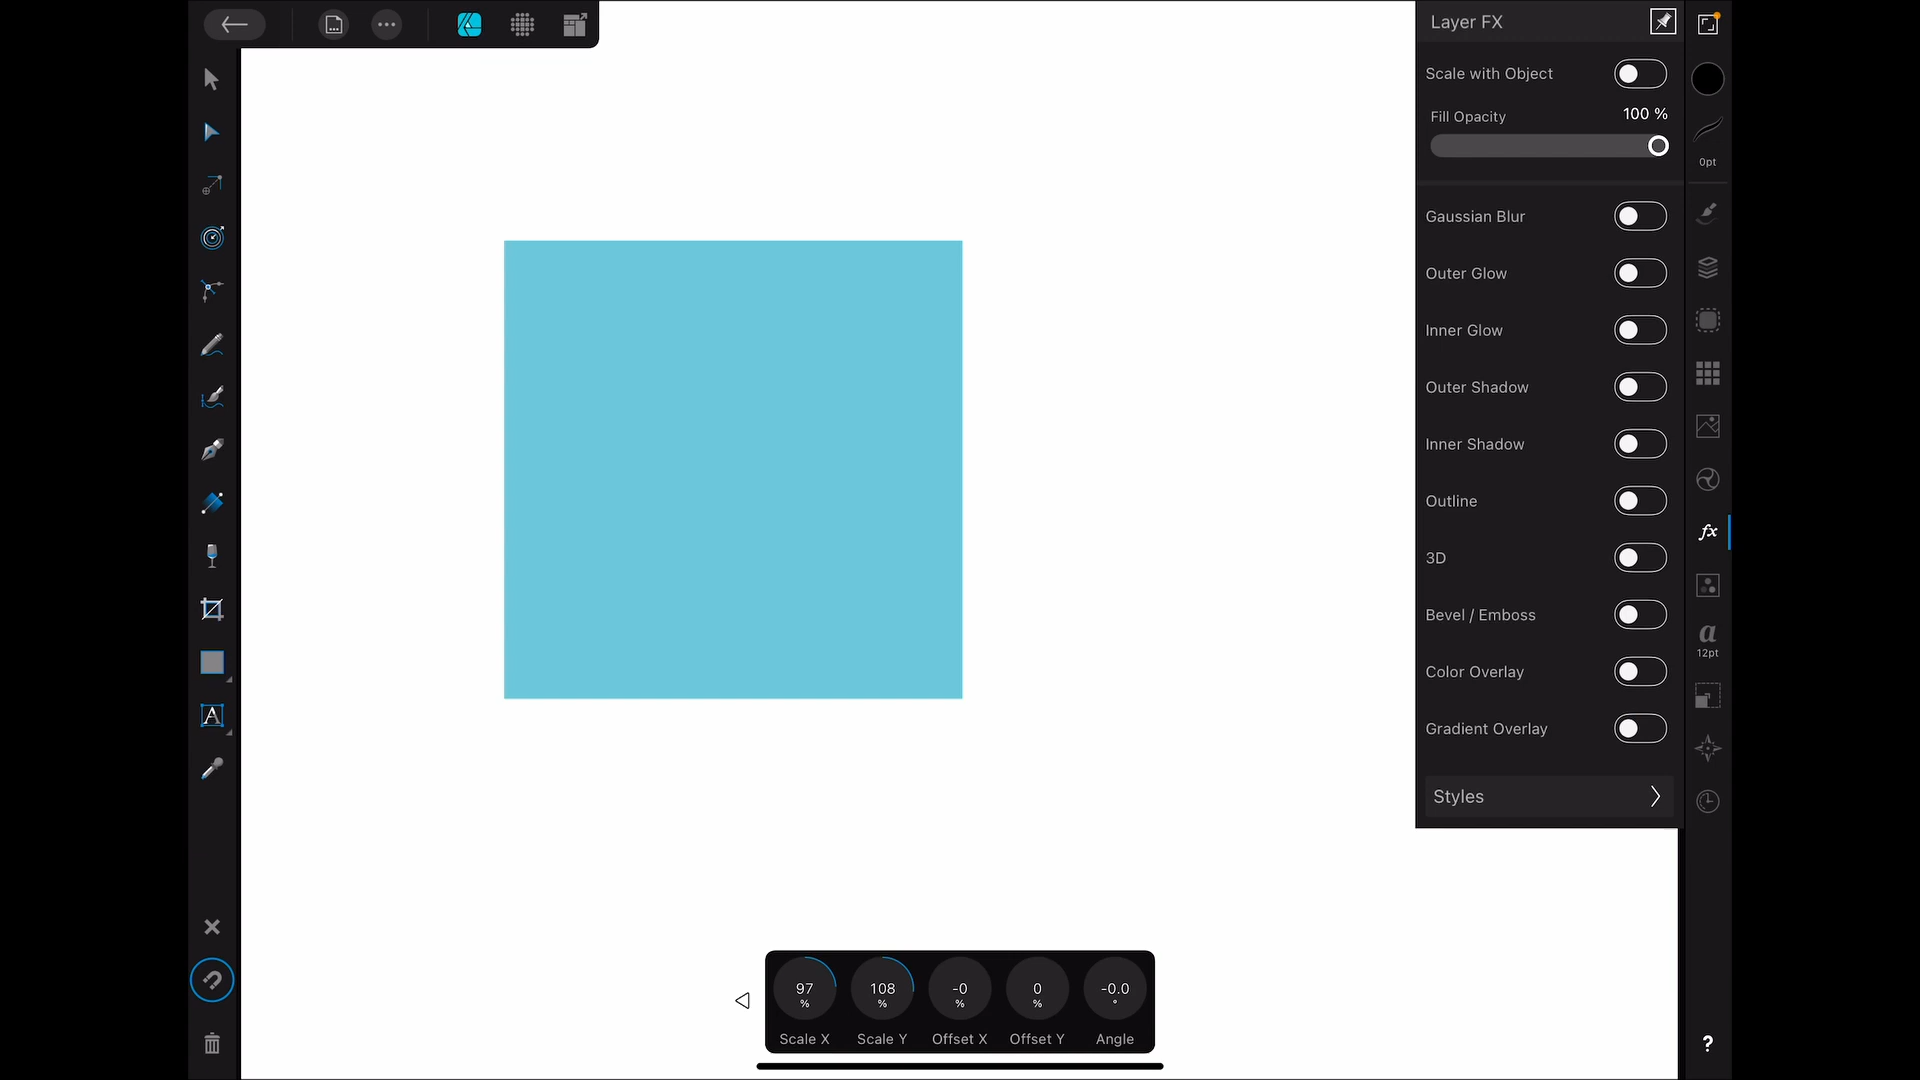 Layer FX
Scale with Object
Fill Opacity 100 %
0pt
Gaussian Blur
Outer Glow
Inner Glow
Outer Shadow
Inner Shadow
Outline
fx
3D
Bevel / Emboss
a
12pt
Color Overlay
Gradient Overlay
A
Styles
97 108 -0 0 -0.0
% % % % °
Scale X Scale Y Offset X Offset Y Angle
?